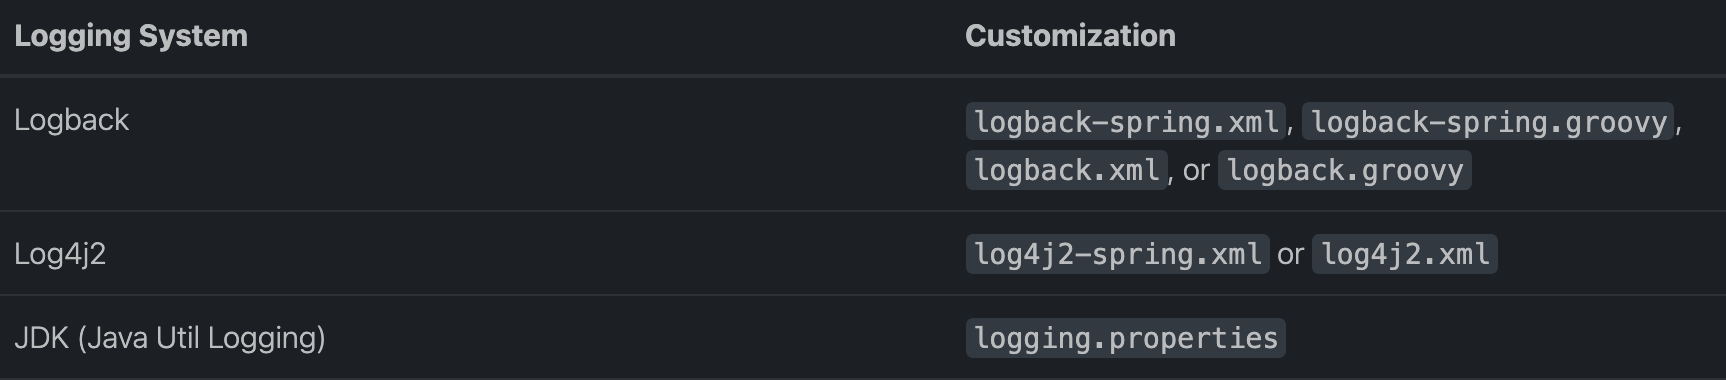 Logging System Customization
Logback logback-spring.xml, logback-spring.groovy,
logback.xml, or logback.groovy
Log4j2 log4j2-spring.xml or log4j2.xml
JDK (Java Util Logging) logging.properties